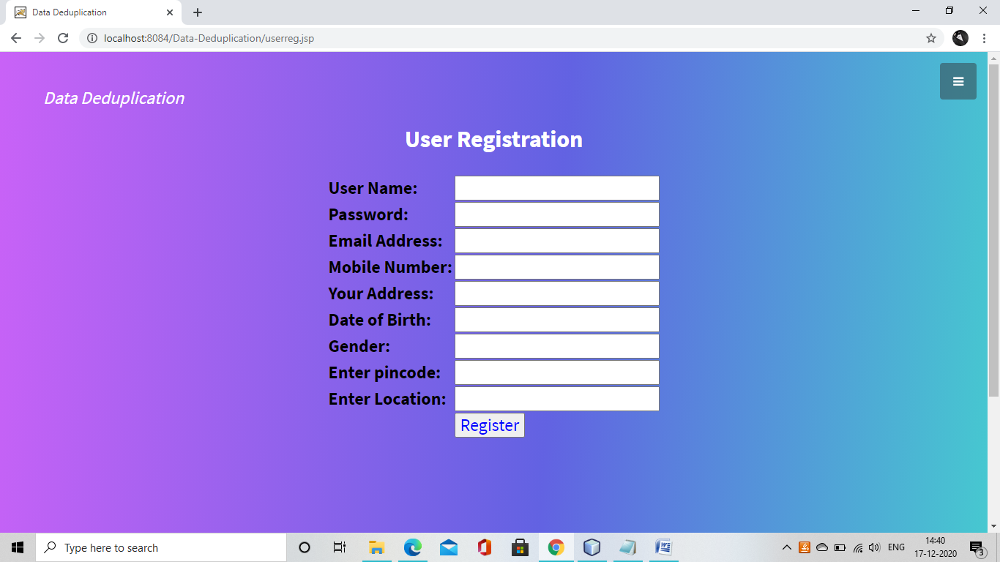 Data Deduplication
localhost:8084/Data-Deduplication/userreg.jsp
Data Deduplication
User Registration
User Name:
Password:
Email Address:
Mobile Number:
Your Address:
Date of Birth:
Gender:
Enter pincode:
Enter Location:
Register
Type here to search
ENG
14:40
17-12-2020
3